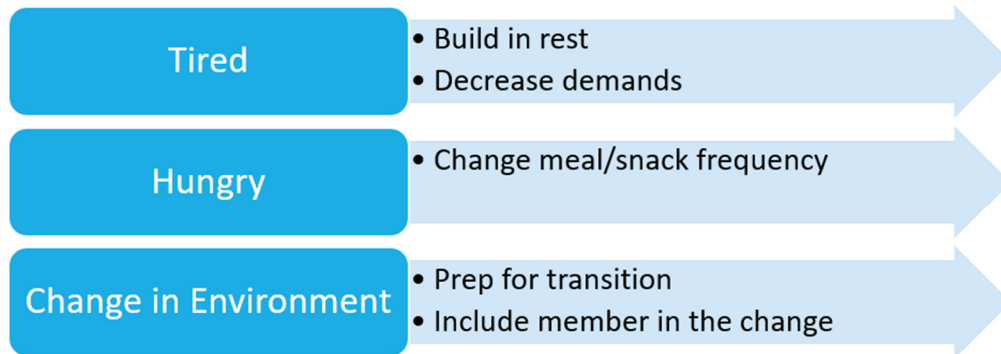 Tired
• Build in rest
• Decrease demands
Hungry
• Change meal/snack frequency
Change in Environment
• Prep for transition
• Include member in the change